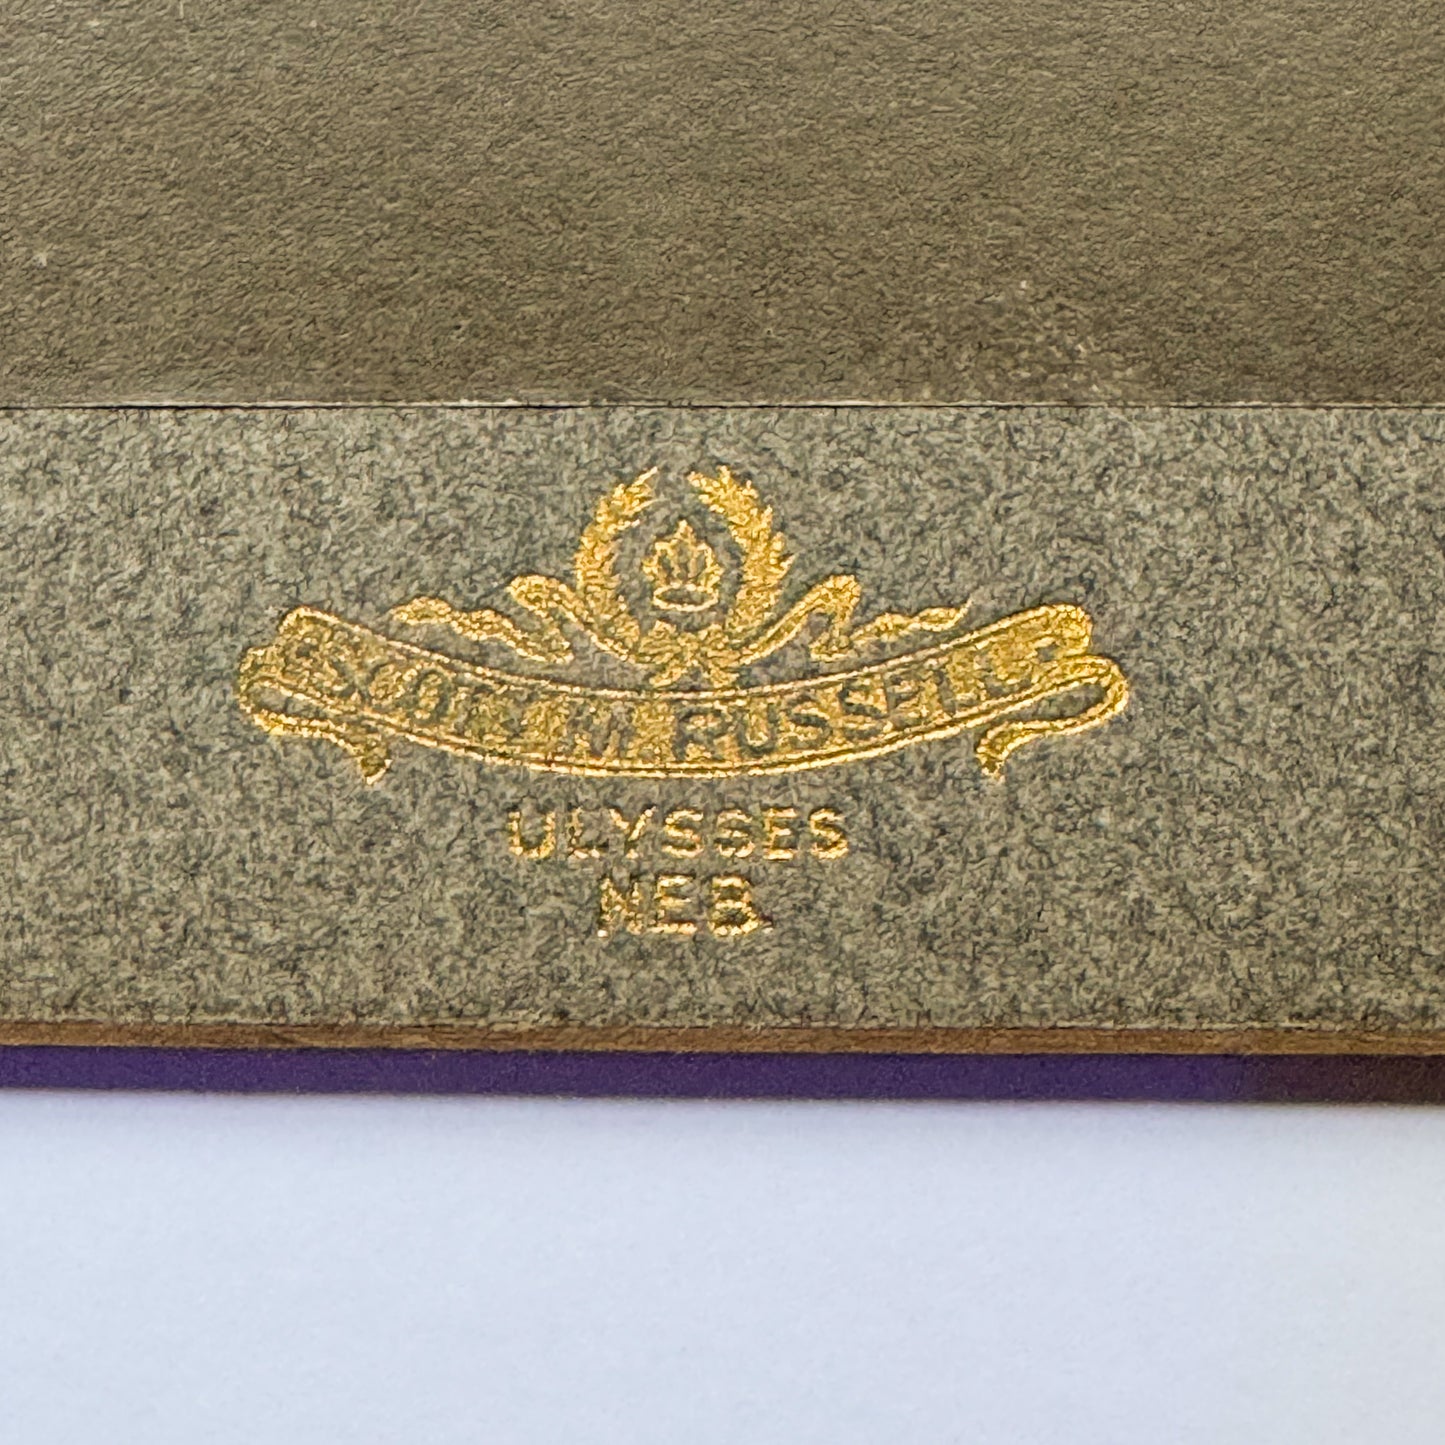 SCOTT M. RUSSELL
ULYSSES
NEB.